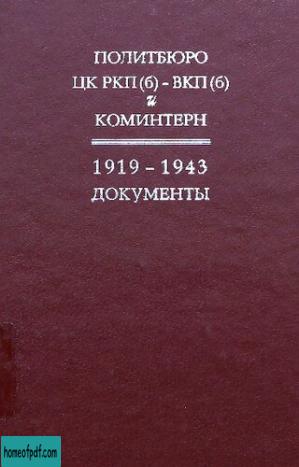 ПОЛИТБЮРО
ЦК РКП(б) - ВКП(б)
и
КОМИНТЕРН
1919 - 1943
ДОКУМЕНТЫ
homeofpdf.com